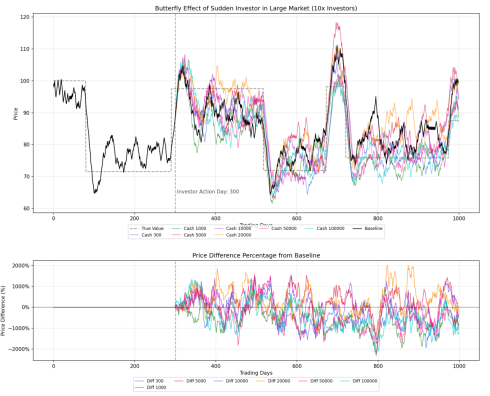 Butterfly Effect of Sudden Investor in Large Market (10x Investors)
120
110
100
90
80
70
60
Price
Investor Action Day: 300
0 200 400 600 800 1000
Trading Days
True Value Cash 1000 Cash 10000 Cash 50000 Cash 100000 Baseline
Cash 300 Cash 5000 Cash 20000
Price Difference Percentage from Baseline
2000%
1000%
0%
−1000%
−2000%
Price Difference (%)
0 200 400 600 800 1000
Trading Days
Diff 300 Diff 5000 Diff 10000 Diff 20000 Diff 50000 Diff 100000
Diff 1000